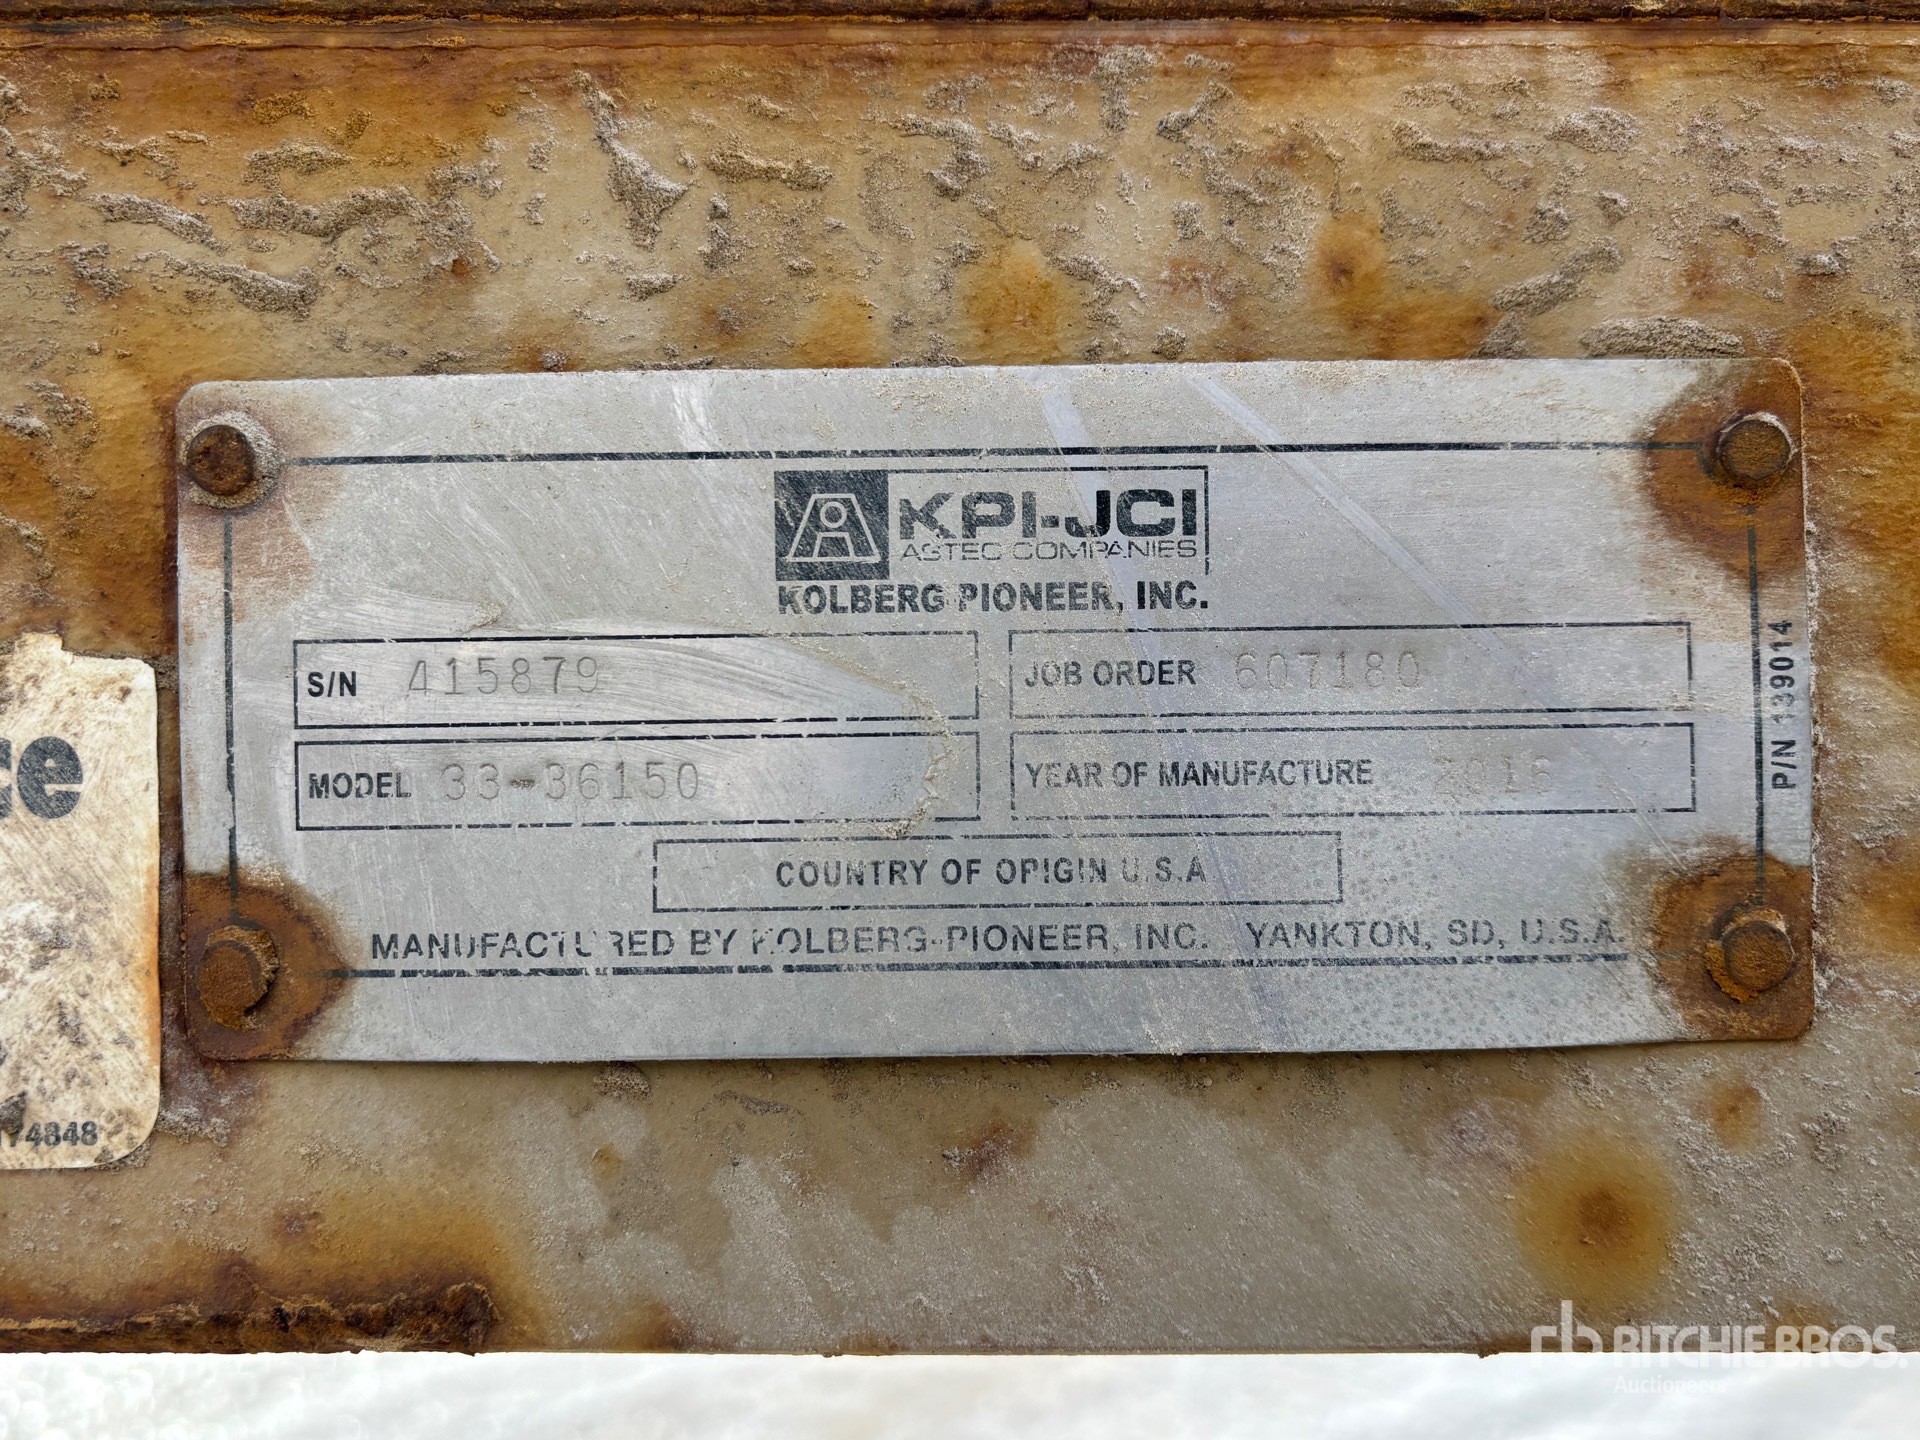 KPI-JCI
ASTEC COMPANIES
KOLBERG-PIONEER, INC.
S/N 415879
JOB ORDER 607180
MODEL 33-36150
YEAR OF MANUFACTURE 2016
COUNTRY OF ORIGIN U.S.A
MANUFACTURED BY KOLBERG-PIONEER, INC. YANKTON, SD, U.S.A.
P/N 139014
ce
74848
RITCHIE BROS.
Auctioneers